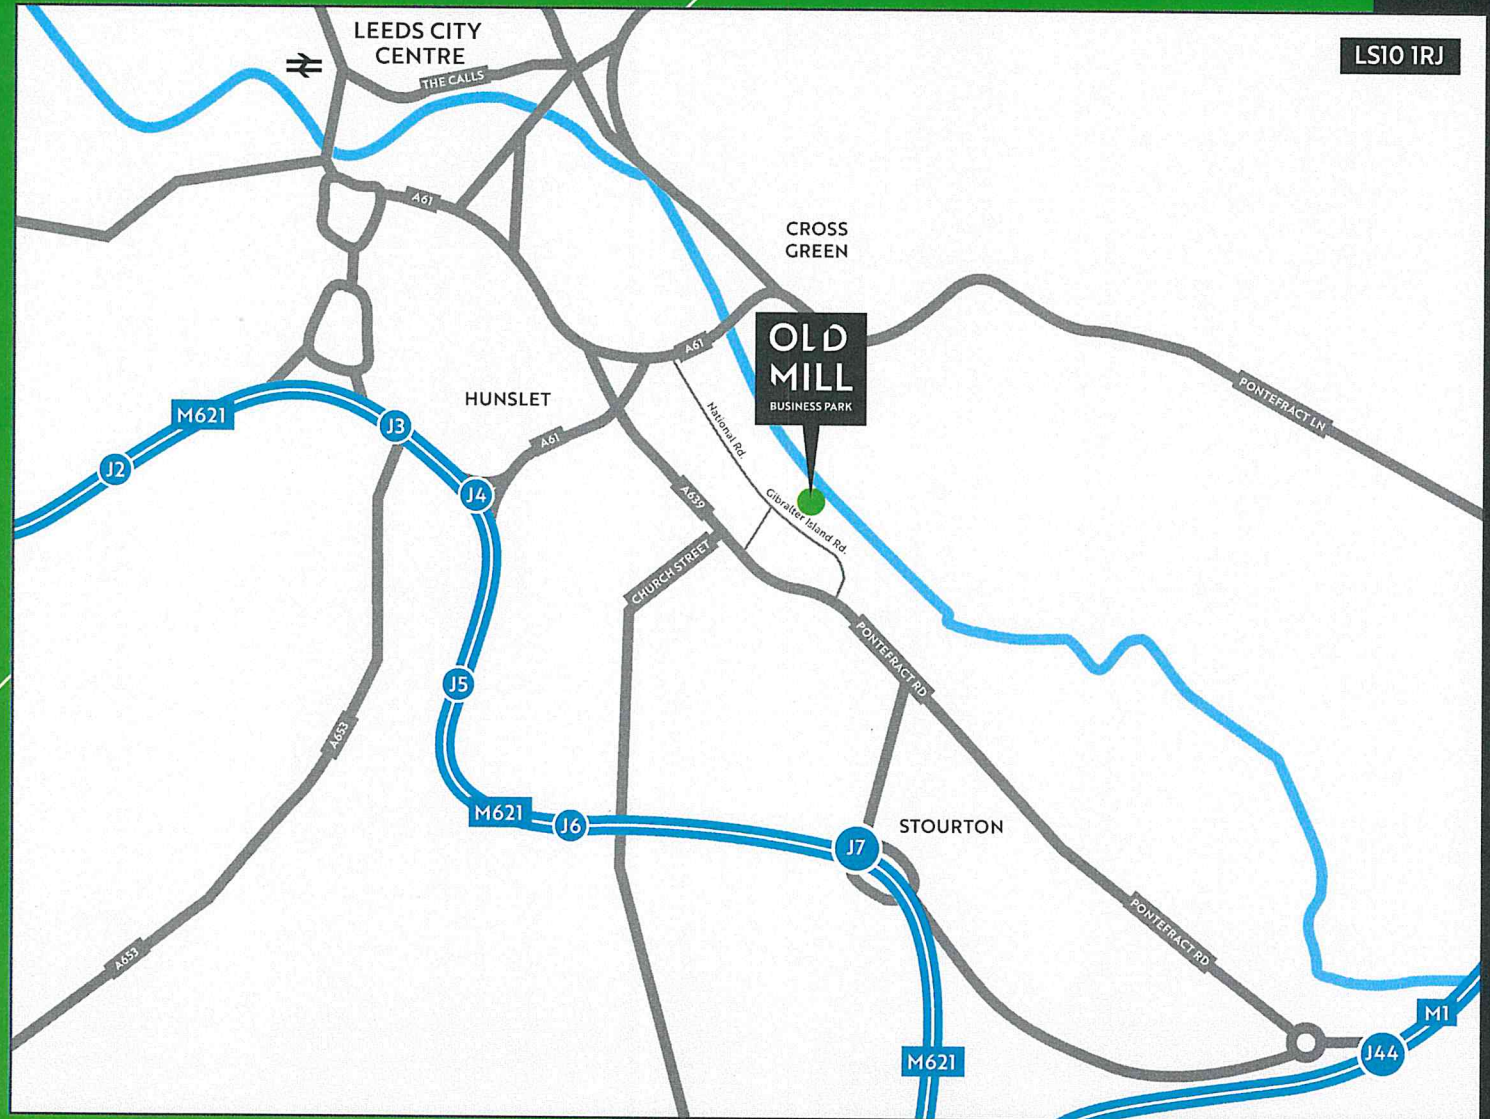 LEEDS CITY
CENTRE
LS10 1RJ
THE CALLS
A61
CROSS
GREEN
OLD
MILL
BUSINESS PARK
A61
HUNSLET
PONTEFRACT LN
M621
J3
National Rd.
A61
J2
J4
A639
Gibralter Island Rd.
CHURCH STREET
PONTEFRACT RD
J5
A653
M621
J6
STOURTON
J7
A653
PONTEFRACT RD
M1
M621
J44